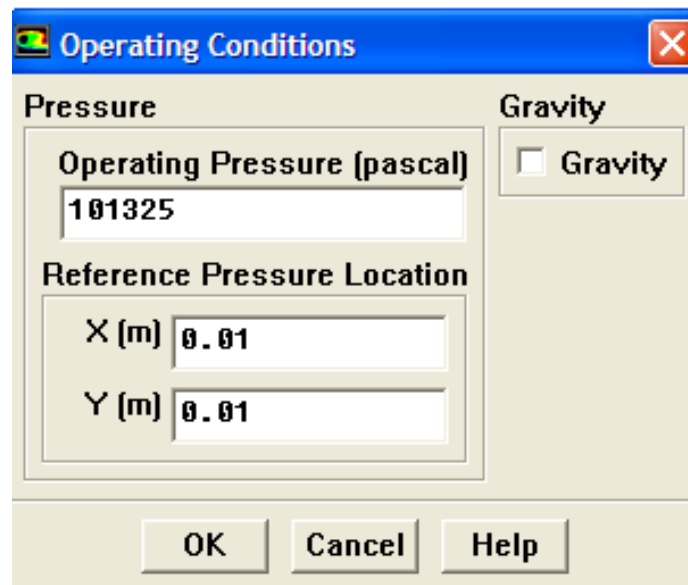 Operating Conditions
Pressure
Operating Pressure (pascal)
101325
Reference Pressure Location
X (m) 0.01
Y (m) 0.01
Gravity
Gravity
OK Cancel Help